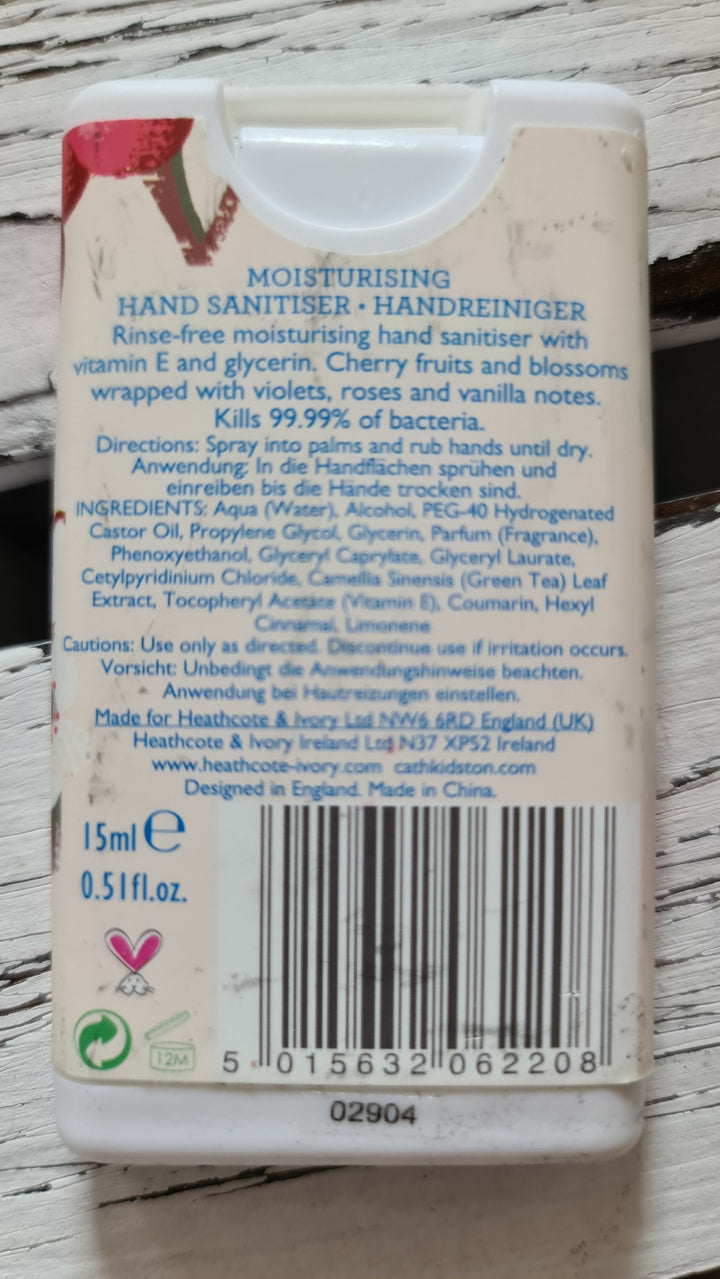 MOISTURISING
HAND SANITISER • HANDREINIGER
Rinse-free moisturising hand sanitiser with
vitamin E and glycerin. Cherry fruits and blossoms
wrapped with violets, roses and vanilla notes.
Kills 99.99% of bacteria.
Directions: Spray into palms and rub hands until dry.
Anwendung: In die Handflächen sprühen und
einreiben bis die Hände trocken sind.
INGREDIENTS: Aqua (Water), Alcohol, PEG-40 Hydrogenated
Castor Oil, Propylene Glycol, Glycerin, Parfum (Fragrance),
Phenoxyethanol, Glyceryl Caprylate, Glyceryl Laurate,
Cetylpyridinium Chloride, Camellia Sinensis (Green Tea) Leaf
Extract, Tocopheryl Acetate (Vitamin E), Coumarin, Hexyl
Cinnamal, Limonene
Cautions: Use only as directed. Discontinue use if irritation occurs.
Vorsicht: Unbedingt die Anwendungshinweise beachten.
Anwendung bei Hautreizungen einstellen.
Made for Heathcote & Ivory Ltd NW6 6RD England (UK)
Heathcote & Ivory Ireland Ltd N37 XP52 Ireland
www.heathcote-ivory.com cathkidston.com
Designed in England. Made in China.
15ml e
0.51fl.oz.
12M
5 015632 062208
02904